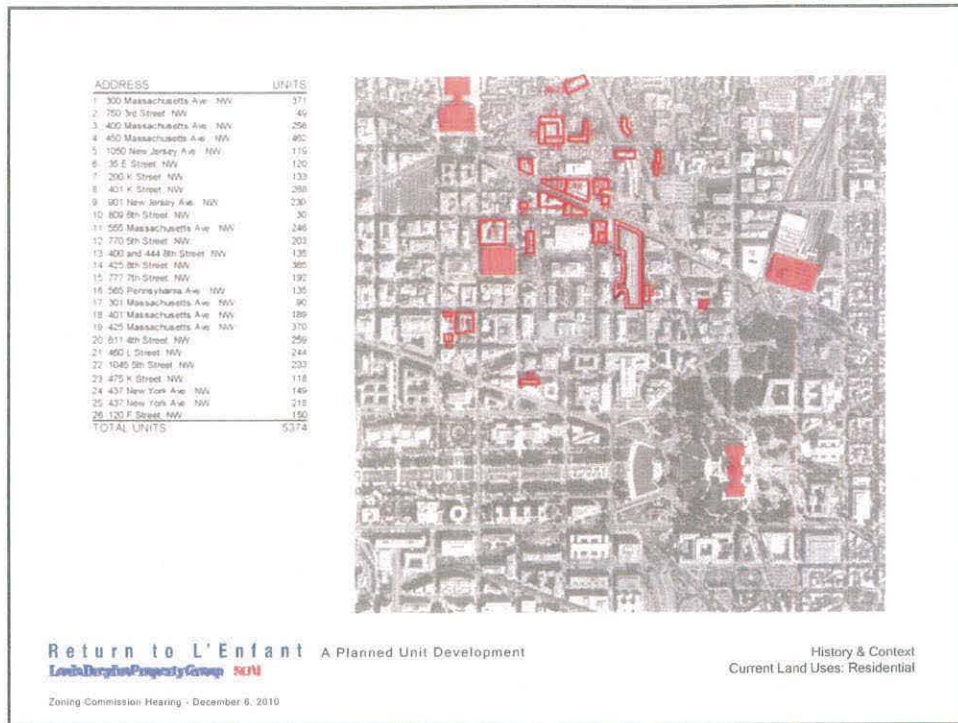 ADDRESS UNITS
1 300 Massachusetts Ave NW 371
2 750 3rd Street NW 49
3 400 Massachusetts Ave NW 256
4 450 Massachusetts Ave NW 462
5 1050 New Jersey Ave NW 119
6 35 E Street NW 120
7 200 K Street NW 133
8 401 K Street NW 288
9 901 New Jersey Ave NW 230
10 809 6th Street NW 30
11 555 Massachusetts Ave NW 246
12 770 5th Street NW 203
13 400 and 444 8th Street NW 135
14 425 8th Street NW 385
15 777 7th Street NW 192
16 565 Pennsylvania Ave NW 135
17 301 Massachusetts Ave NW 90
18 401 Massachusetts Ave NW 189
19 425 Massachusetts Ave NW 370
20 811 4th Street NW 259
21 460 L Street NW 244
22 1045 5th Street NW 233
23 475 K Street NW 118
24 437 New York Ave NW 149
25 437 New York Ave NW 218
26 120 F Street NW 150
TOTAL UNITS 5374
Return to L'Enfant A Planned Unit Development
Louis Dreyfus Property Group SOM
Zoning Commission Hearing - December 6, 2010
History & Context
Current Land Uses: Residential